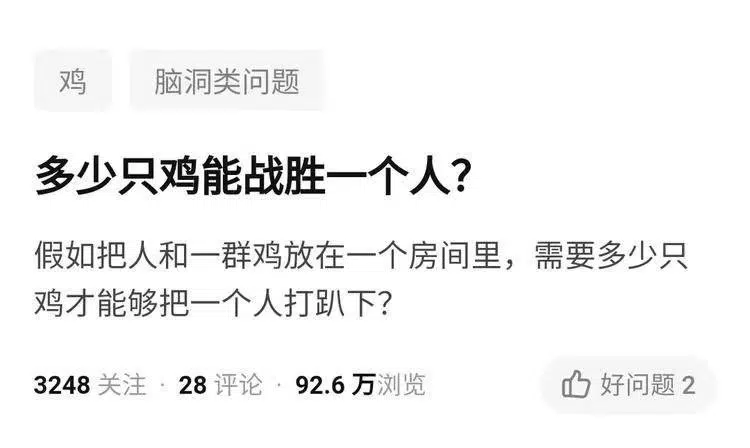 鸡 脑洞类问题
多少只鸡能战胜一个人？
假如把人和一群鸡放在一个房间里，需要多少只
鸡才能够把一个人打趴下？
3248 关注 · 28 评论 · 92.6 万浏览 好问题 2